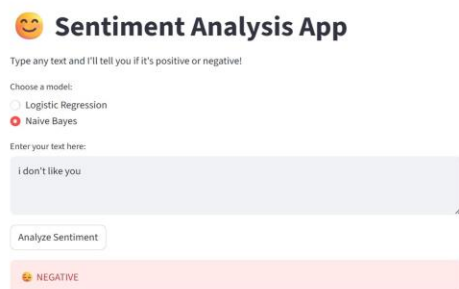 😊 Sentiment Analysis App
Type any text and I'll tell you if it's positive or negative!
Choose a model:
Logistic Regression
Naive Bayes
Enter your text here:
i don't like you
Analyze Sentiment
NEGATIVE